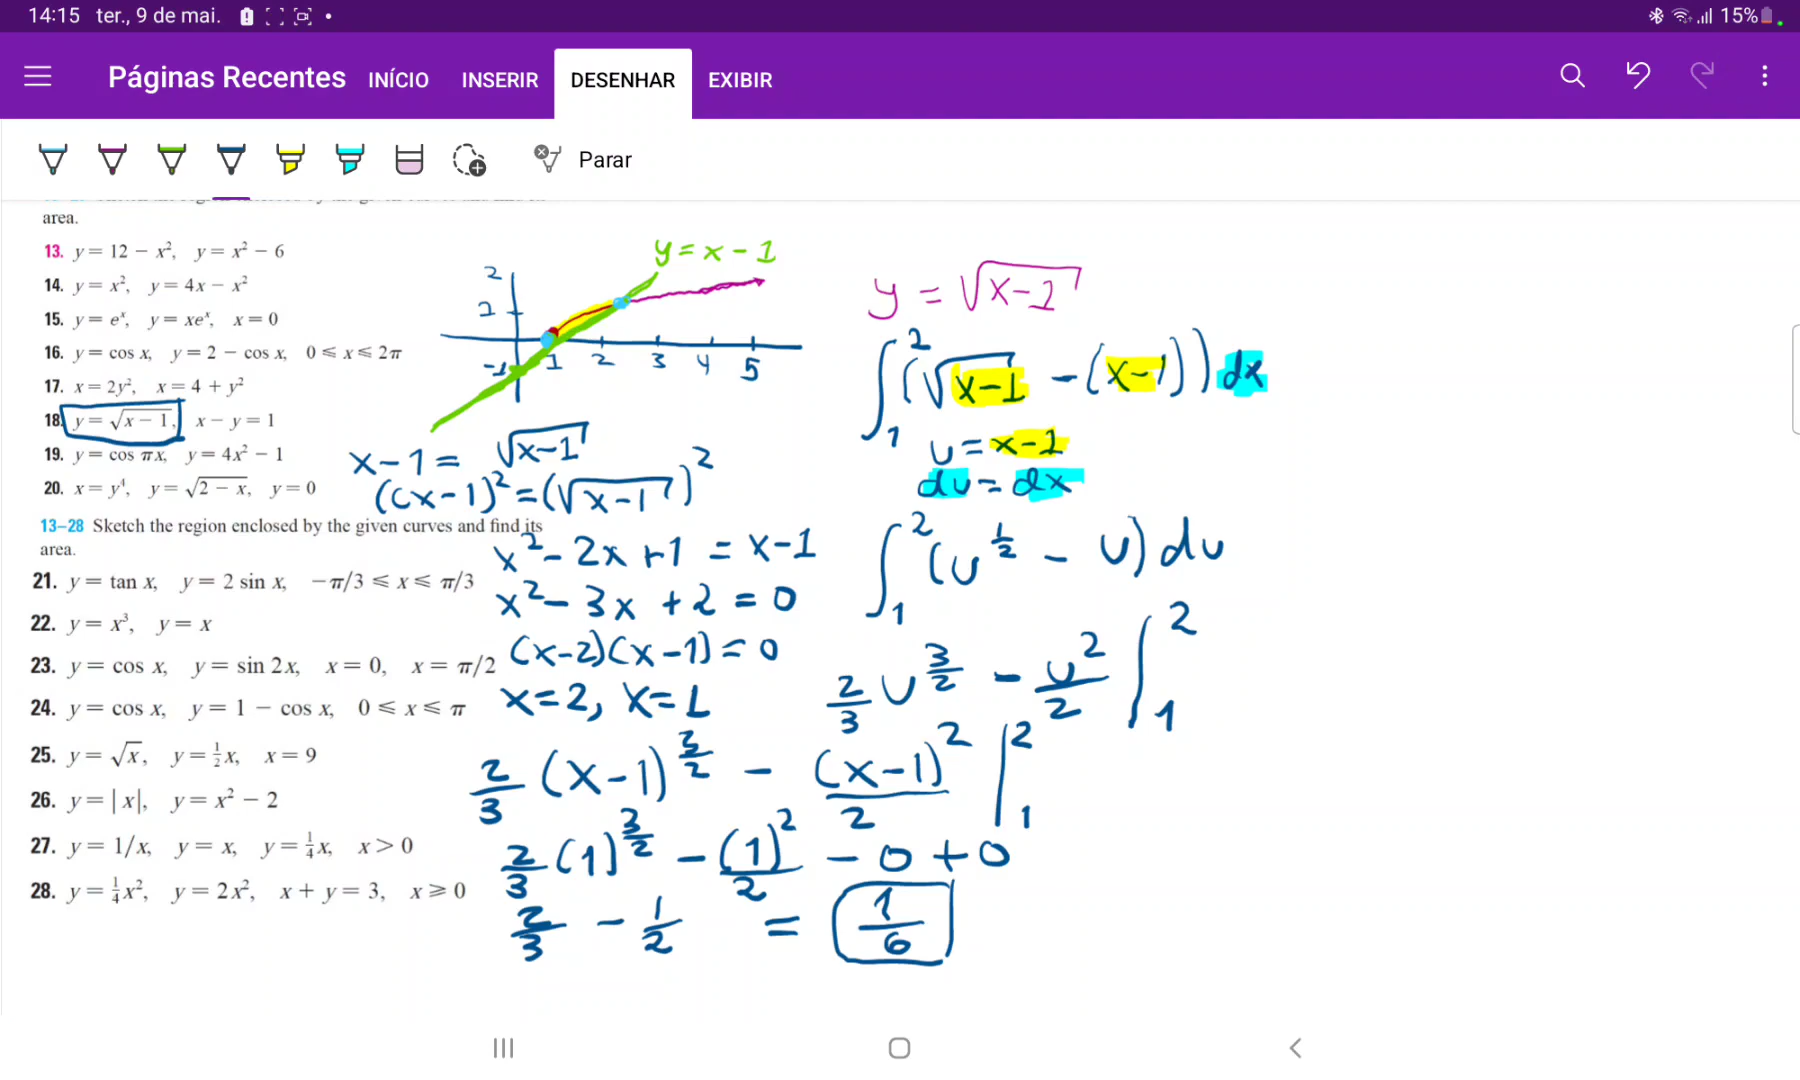 14:15 ter., 9 de mai.
15%
Páginas Recentes INÍCIO INSERIR DESENHAR EXIBIR
Parar
area.
13. y = 12 − x², y = x² − 6
14. y = x², y = 4x − x²
15. y = eˣ, y = xeˣ, x = 0
16. y = cos x, y = 2 − cos x, 0 ≤ x ≤ 2π
17. x = 2y², x = 4 + y²
18. y = √(x − 1), x − y = 1
19. y = cos πx, y = 4x² − 1
20. x = y⁴, y = √(2 − x), y = 0
13–28 Sketch the region enclosed by the given curves and find its
area.
21. y = tan x, y = 2 sin x, −π/3 ≤ x ≤ π/3
22. y = x³, y = x
23. y = cos x, y = sin 2x, x = 0, x = π/2
24. y = cos x, y = 1 − cos x, 0 ≤ x ≤ π
25. y = √x, y = ½x, x = 9
26. y = |x|, y = x² − 2
27. y = 1/x, y = x, y = ¼x, x > 0
28. y = ¼x², y = 2x², x + y = 3, x ≥ 0
y = x − 1
2
1
-1 1 2 3 4 5
x−1 = √(x−1)
((x−1)² = (√(x−1))²
x² − 2x + 1 = x−1
x² − 3x + 2 = 0
(x−2)(x−1) = 0
x=2, x=1
y = √(x−1)
∫₁² (√(x−1) − (x−1)) dx
u = x−1
du = dx
∫₁² (u^(1/2) − u) du
2/3 u^(3/2) − u²/2 |₁²
2/3 (x−1)^(3/2) − (x−1)²/2 |₁²
2/3 (1)^(3/2) − (1)²/2 − 0 + 0
2/3 − 1/2 = 1/6